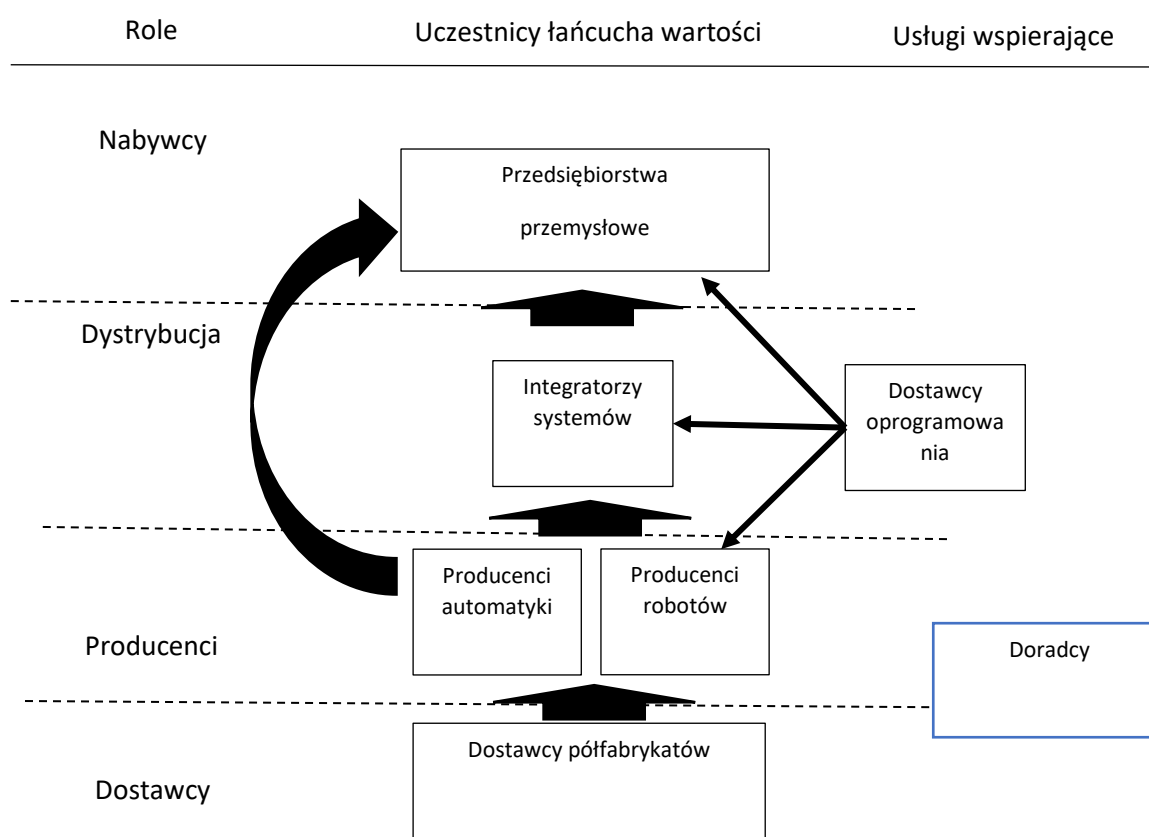 Role
Uczestnicy łańcucha wartości
Usługi wspierające
Nabywcy
Przedsiębiorstwa
przemysłowe
Dystrybucja
Integratorzy
systemów
Dostawcy
oprogramowa
nia
Producenci
automatyki
Producenci
robotów
Producenci
Doradcy
Dostawcy półfabrykatów
Dostawcy